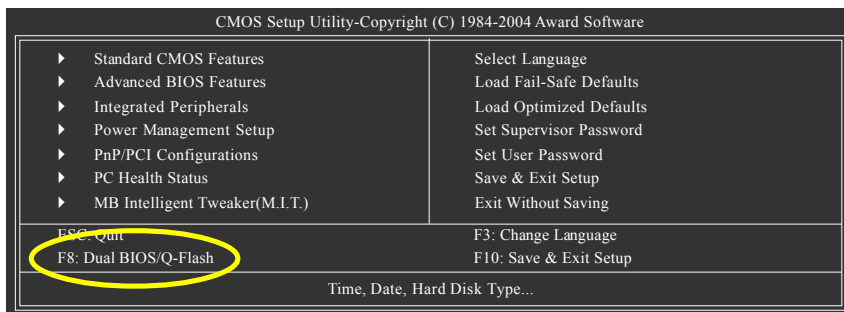 CMOS Setup Utility-Copyright (C) 1984-2004 Award Software
Standard CMOS Features
Advanced BIOS Features
Integrated Peripherals
Power Management Setup
PnP/PCI Configurations
PC Health Status
MB Intelligent Tweaker(M.I.T.)
Select Language
Load Fail-Safe Defaults
Load Optimized Defaults
Set Supervisor Password
Set User Password
Save & Exit Setup
Exit Without Saving
ESC: Quit
F8: Dual BIOS/Q-Flash
F3: Change Language
F10: Save & Exit Setup
Time, Date, Hard Disk Type...